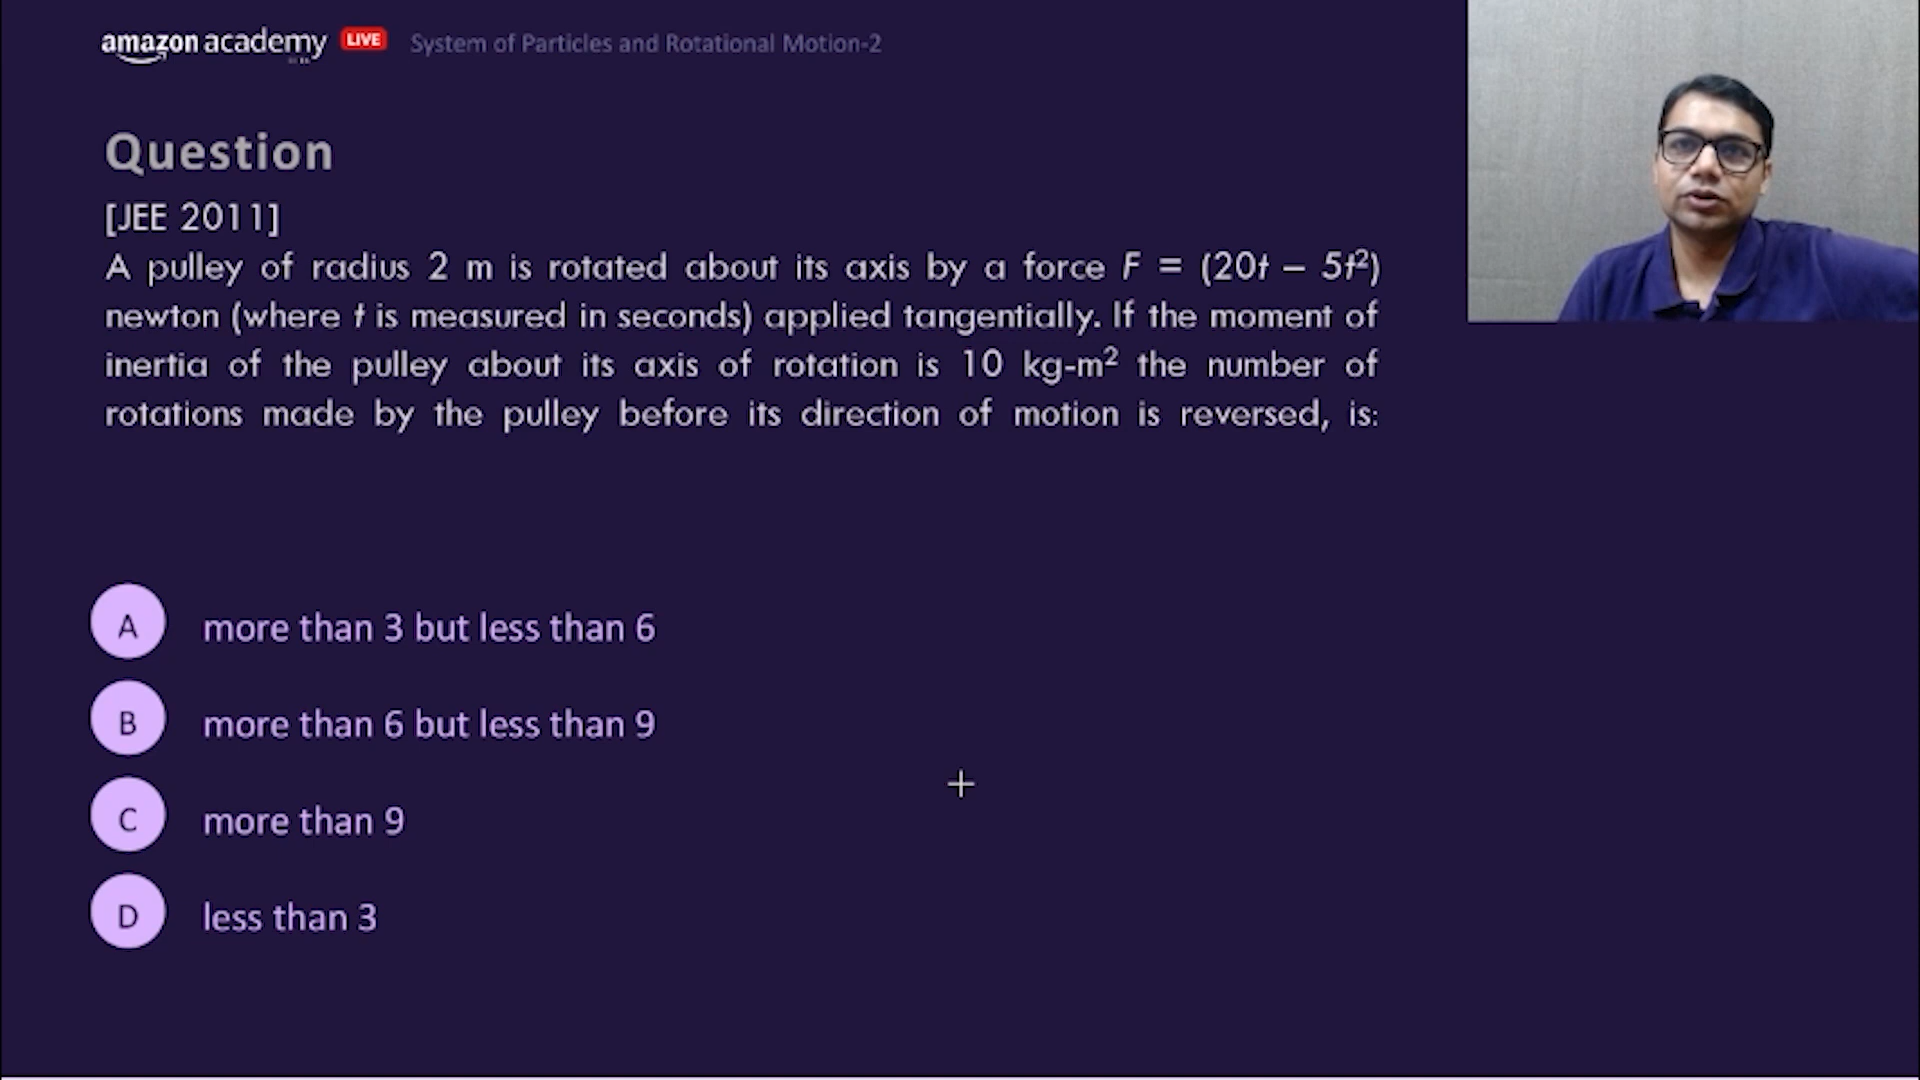 amazon academy LIVE System of Particles and Rotational Motion-2
Question
[JEE 2011]
A pulley of radius 2 m is rotated about its axis by a force F = (20t – 5t²)
newton (where t is measured in seconds) applied tangentially. If the moment of
inertia of the pulley about its axis of rotation is 10 kg-m² the number of
rotations made by the pulley before its direction of motion is reversed, is:
A more than 3 but less than 6
B more than 6 but less than 9
C more than 9
D less than 3